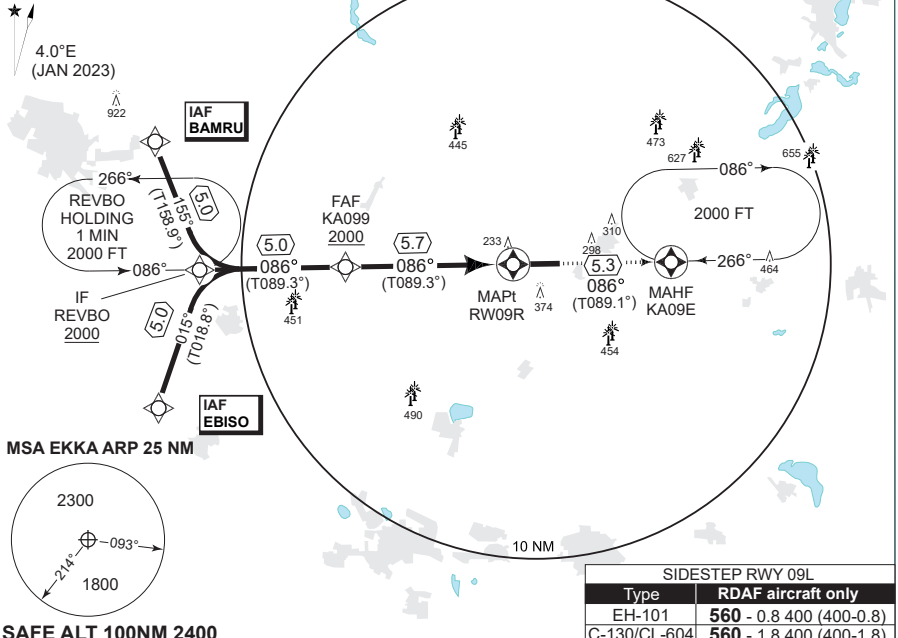 4.0°E
(JAN 2023)
922
IAF
BAMRU
445
473
627
655
266°
5.0
155°
(T158.9°)
REVBO
HOLDING
1 MIN
2000 FT
086°
FAF
KA099
2000
5.0
086°
(T089.3°)
5.7
086°
(T089.3°)
233
310
298
086°
2000 FT
266°
464
5.3
086°
(T089.1°)
MAPt
RW09R
374
MAHF
KA09E
IF
REVBO
2000
5.0
015°
(T018.8°)
451
454
490
IAF
EBISO
MSA EKKA ARP 25 NM
2300
093°
214°
1800
10 NM
SAFE ALT 100NM 2400
SIDESTEP RWY 09L
Type RDAF aircraft only
EH-101 560 - 0.8 400 (400-0.8)
C-130/CL-604 560 - 1.8 400 (400-1.8)